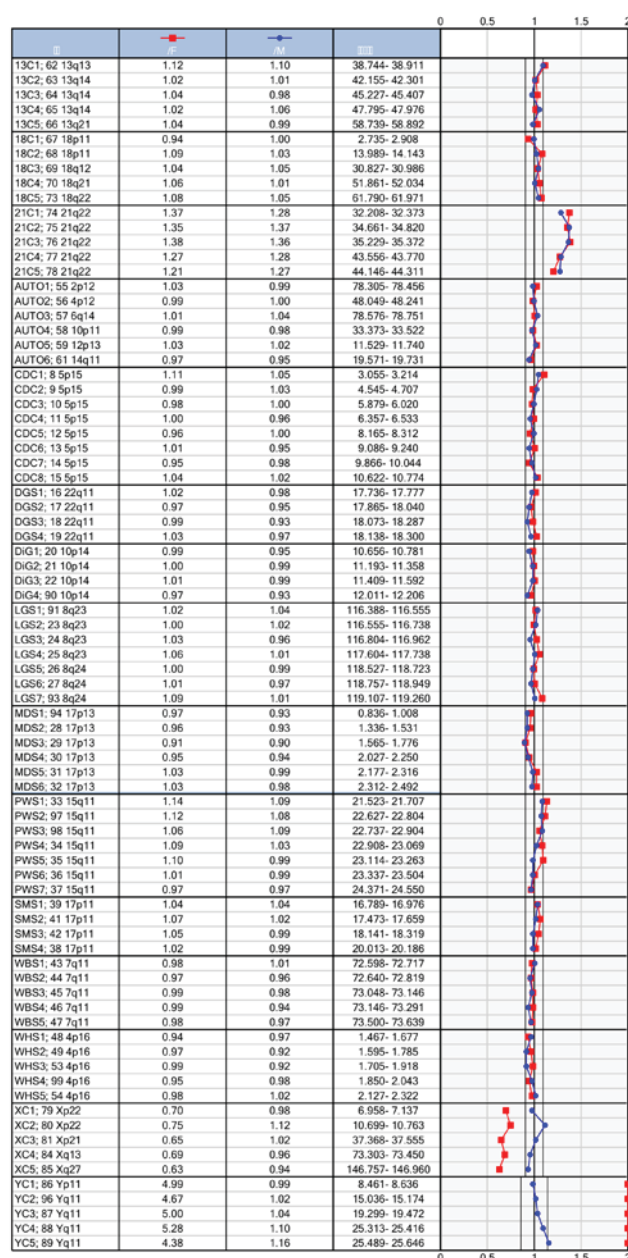 0 0.5 1 1.5 2
/F /M
13C1; 62 13q13 1.12 1.10 38.744- 38.911
13C2; 63 13q14 1.02 1.01 42.155- 42.301
13C3; 64 13q14 1.04 0.98 45.227- 45.407
13C4; 65 13q14 1.02 1.06 47.795- 47.976
13C5; 66 13q21 1.04 0.99 58.739- 58.892
18C1; 67 18p11 0.94 1.00 2.735- 2.908
18C2; 68 18p11 1.09 1.03 13.989- 14.143
18C3; 69 18q12 1.04 1.05 30.827- 30.986
18C4; 70 18q21 1.06 1.01 51.861- 52.034
18C5; 73 18q22 1.08 1.05 61.790- 61.971
21C1; 74 21q22 1.37 1.28 32.208- 32.373
21C2; 75 21q22 1.35 1.37 34.661- 34.820
21C3; 76 21q22 1.38 1.36 35.229- 35.372
21C4; 77 21q22 1.27 1.28 43.556- 43.770
21C5; 78 21q22 1.21 1.27 44.146- 44.311
AUTO1; 55 2p12 1.03 0.99 78.305- 78.456
AUTO2; 56 4p12 0.99 1.00 48.049- 48.241
AUTO3; 57 6q14 1.01 1.04 78.576- 78.751
AUTO4; 58 10p11 0.99 0.98 33.373- 33.522
AUTO5; 59 12p13 1.03 1.02 11.529- 11.740
AUTO6; 61 14q11 0.97 0.95 19.571- 19.731
CDC1; 8 5p15 1.11 1.05 3.055- 3.214
CDC2; 9 5p15 0.99 1.03 4.545- 4.707
CDC3; 10 5p15 0.98 1.00 5.879- 6.020
CDC4; 11 5p15 1.00 0.96 6.357- 6.533
CDC5; 12 5p15 0.96 1.00 8.165- 8.312
CDC6; 13 5p15 1.01 0.95 9.086- 9.240
CDC7; 14 5p15 0.95 0.98 9.866- 10.044
CDC8; 15 5p15 1.04 1.02 10.622- 10.774
DGS1; 16 22q11 1.02 0.98 17.736- 17.777
DGS2; 17 22q11 0.97 0.95 17.865- 18.040
DGS3; 18 22q11 0.99 0.93 18.073- 18.287
DGS4; 19 22q11 1.03 0.97 18.138- 18.300
DiG1; 20 10p14 0.99 0.95 10.656- 10.781
DiG2; 21 10p14 1.00 0.99 11.193- 11.358
DiG3; 22 10p14 1.01 0.99 11.409- 11.592
DiG4; 90 10p14 0.97 0.93 12.011- 12.206
LGS1; 91 8q23 1.02 1.04 116.388- 116.555
LGS2; 23 8q23 1.00 1.02 116.555- 116.738
LGS3; 24 8q23 1.03 0.96 116.804- 116.962
LGS4; 25 8q23 1.06 1.01 117.604- 117.738
LGS5; 26 8q24 1.00 0.99 118.527- 118.723
LGS6; 27 8q24 1.01 0.97 118.757- 118.949
LGS7; 93 8q24 1.09 1.01 119.107- 119.260
MDS1; 94 17p13 0.97 0.93 0.836- 1.008
MDS2; 28 17p13 0.96 0.93 1.336- 1.531
MDS3; 29 17p13 0.91 0.90 1.565- 1.776
MDS4; 30 17p13 0.95 0.94 2.027- 2.250
MDS5; 31 17p13 1.03 0.99 2.177- 2.316
MDS6; 32 17p13 1.03 0.98 2.312- 2.492
PWS1; 33 15q11 1.14 1.09 21.523- 21.707
PWS2; 97 15q11 1.12 1.08 22.627- 22.804
PWS3; 98 15q11 1.06 1.09 22.737- 22.904
PWS4; 34 15q11 1.09 1.03 22.908- 23.069
PWS5; 35 15q11 1.10 0.99 23.114- 23.263
PWS6; 36 15q11 1.01 0.99 23.337- 23.504
PWS7; 37 15q11 0.97 0.97 24.371- 24.550
SMS1; 39 17p11 1.04 1.04 16.789- 16.976
SMS2; 41 17p11 1.07 1.02 17.473- 17.659
SMS3; 42 17p11 1.05 0.99 18.141- 18.319
SMS4; 38 17p11 1.02 0.99 20.013- 20.186
WBS1; 43 7q11 0.98 1.01 72.598- 72.717
WBS2; 44 7q11 0.97 0.96 72.640- 72.819
WBS3; 45 7q11 0.99 0.98 73.048- 73.146
WBS4; 46 7q11 0.99 0.94 73.146- 73.291
WBS5; 47 7q11 0.98 0.97 73.500- 73.639
WHS1; 48 4p16 0.94 0.97 1.467- 1.677
WHS2; 49 4p16 0.97 0.92 1.595- 1.785
WHS3; 53 4p16 0.99 0.92 1.705- 1.918
WHS4; 99 4p16 0.95 0.98 1.850- 2.043
WHS5; 54 4p16 0.98 1.02 2.127- 2.322
XC1; 79 Xp22 0.70 0.98 6.958- 7.137
XC2; 80 Xp22 0.75 1.12 10.699- 10.763
XC3; 81 Xp21 0.65 1.02 37.368- 37.555
XC4; 84 Xq13 0.69 0.96 73.303- 73.450
XC5; 85 Xq27 0.63 0.94 146.757- 146.960
YC1; 86 Yp11 4.99 0.99 8.461- 8.636
YC2; 96 Yq11 4.67 1.02 15.036- 15.174
YC3; 87 Yq11 5.00 1.04 19.299- 19.472
YC4; 88 Yq11 5.28 1.10 25.313- 25.416
YC5; 89 Yq11 4.38 1.16 25.489- 25.646
0 0.5 1 1.5 2